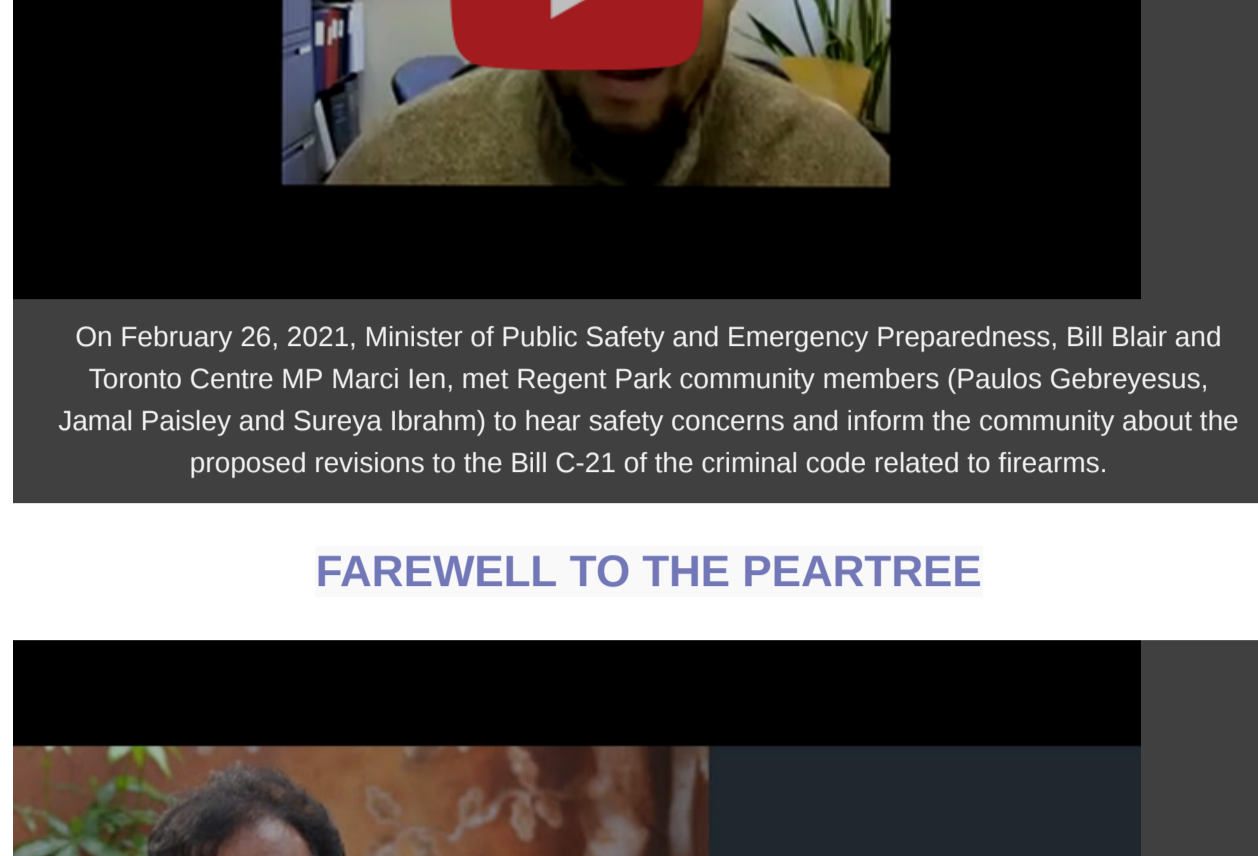 On February 26, 2021, Minister of Public Safety and Emergency Preparedness, Bill Blair and
Toronto Centre MP Marci Ien, met Regent Park community members (Paulos Gebreyesus,
Jamal Paisley and Sureya Ibrahm) to hear safety concerns and inform the community about the
proposed revisions to the Bill C-21 of the criminal code related to firearms.
FAREWELL TO THE PEARTREE